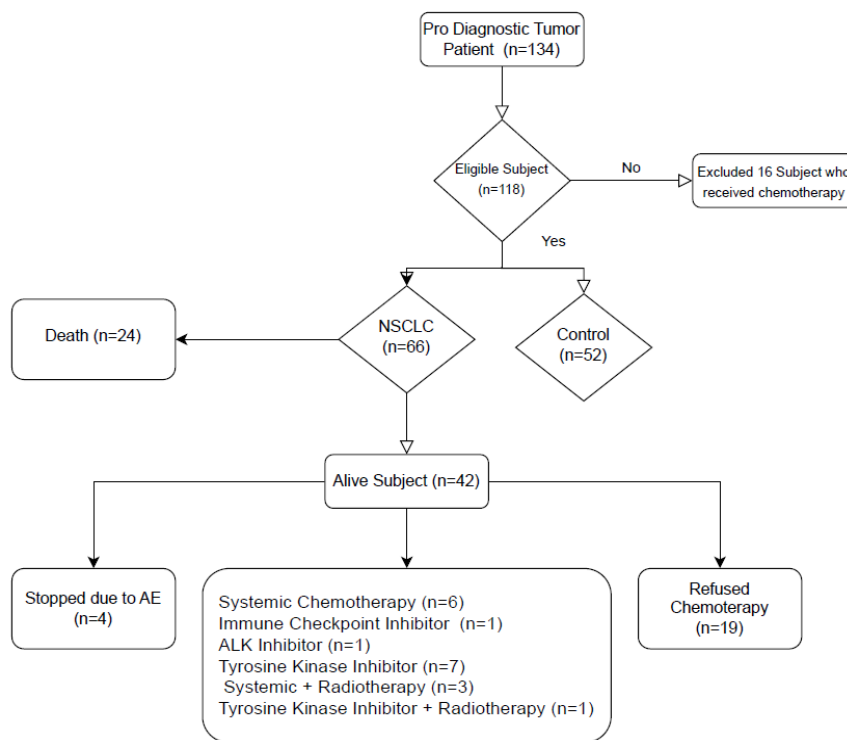 Pro Diagnostic Tumor
Patient (n=134)
Eligible Subject
(n=118)
No
Excluded 16 Subject who
received chemotherapy
Yes
Death (n=24)
NSCLC
(n=66)
Control
(n=52)
Alive Subject (n=42)
Stopped due to AE
(n=4)
Systemic Chemotherapy (n=6)
Immune Checkpoint Inhibitor (n=1)
ALK Inhibitor (n=1)
Tyrosine Kinase Inhibitor (n=7)
Systemic + Radiotherapy (n=3)
Tyrosine Kinase Inhibitor + Radiotherapy (n=1)
Refused
Chemoterapy
(n=19)